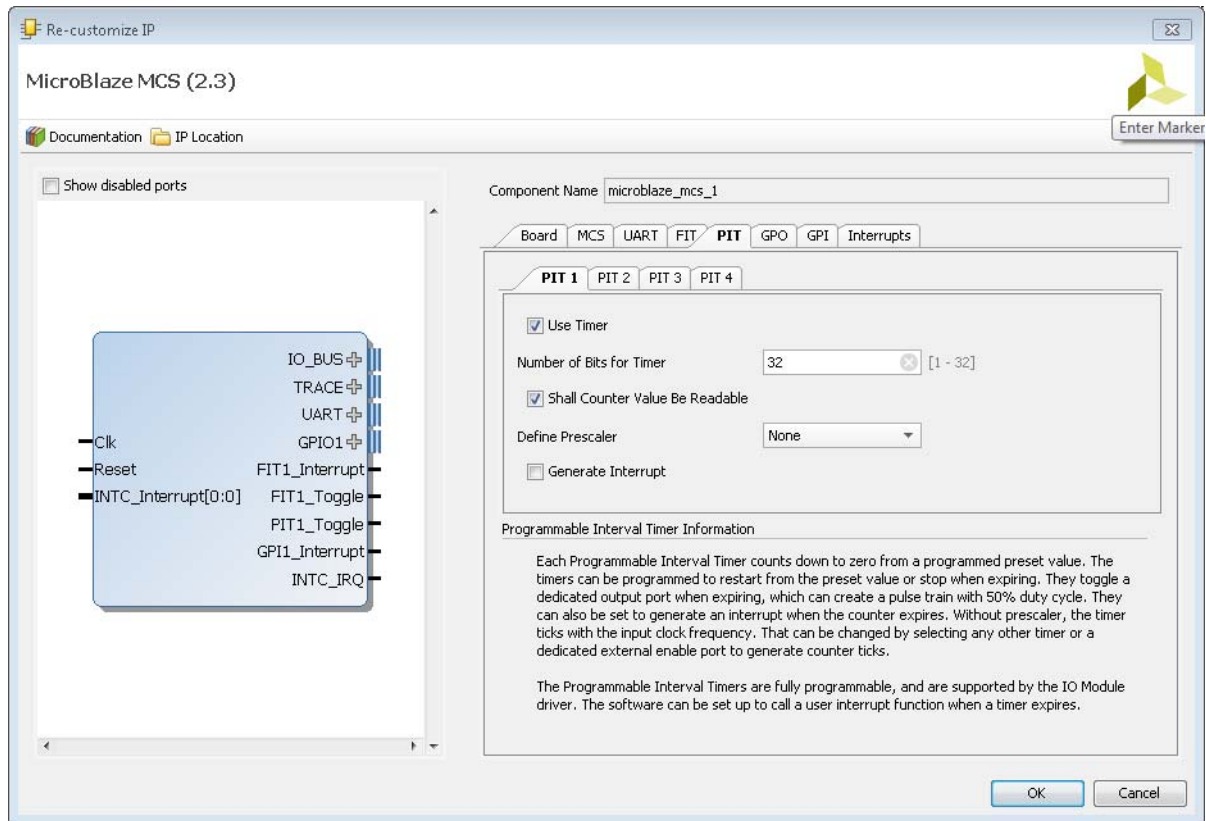 Re-customize IP
MicroBlaze MCS (2.3)
Enter Marker
Documentation IP Location
Show disabled ports
IO_BUS
TRACE
UART
Clk GPIO1
Reset FIT1_Interrupt
INTC_Interrupt[0:0] FIT1_Toggle
PIT1_Toggle
GPI1_Interrupt
INTC_IRQ
Component Name microblaze_mcs_1
Board MCS UART FIT PIT GPO GPI Interrupts
PIT 1 PIT 2 PIT 3 PIT 4
Use Timer
Number of Bits for Timer 32 [1 - 32]
Shall Counter Value Be Readable
Define Prescaler None
Generate Interrupt
Programmable Interval Timer Information
Each Programmable Interval Timer counts down to zero from a programmed preset value. The
timers can be programmed to restart from the preset value or stop when expiring. They toggle a
dedicated output port when expiring, which can create a pulse train with 50% duty cycle. They
can also be set to generate an interrupt when the counter expires. Without prescaler, the timer
ticks with the input clock frequency. That can be changed by selecting any other timer or a
dedicated external enable port to generate counter ticks.
The Programmable Interval Timers are fully programmable, and are supported by the IO Module
driver. The software can be set up to call a user interrupt function when a timer expires.
OK Cancel